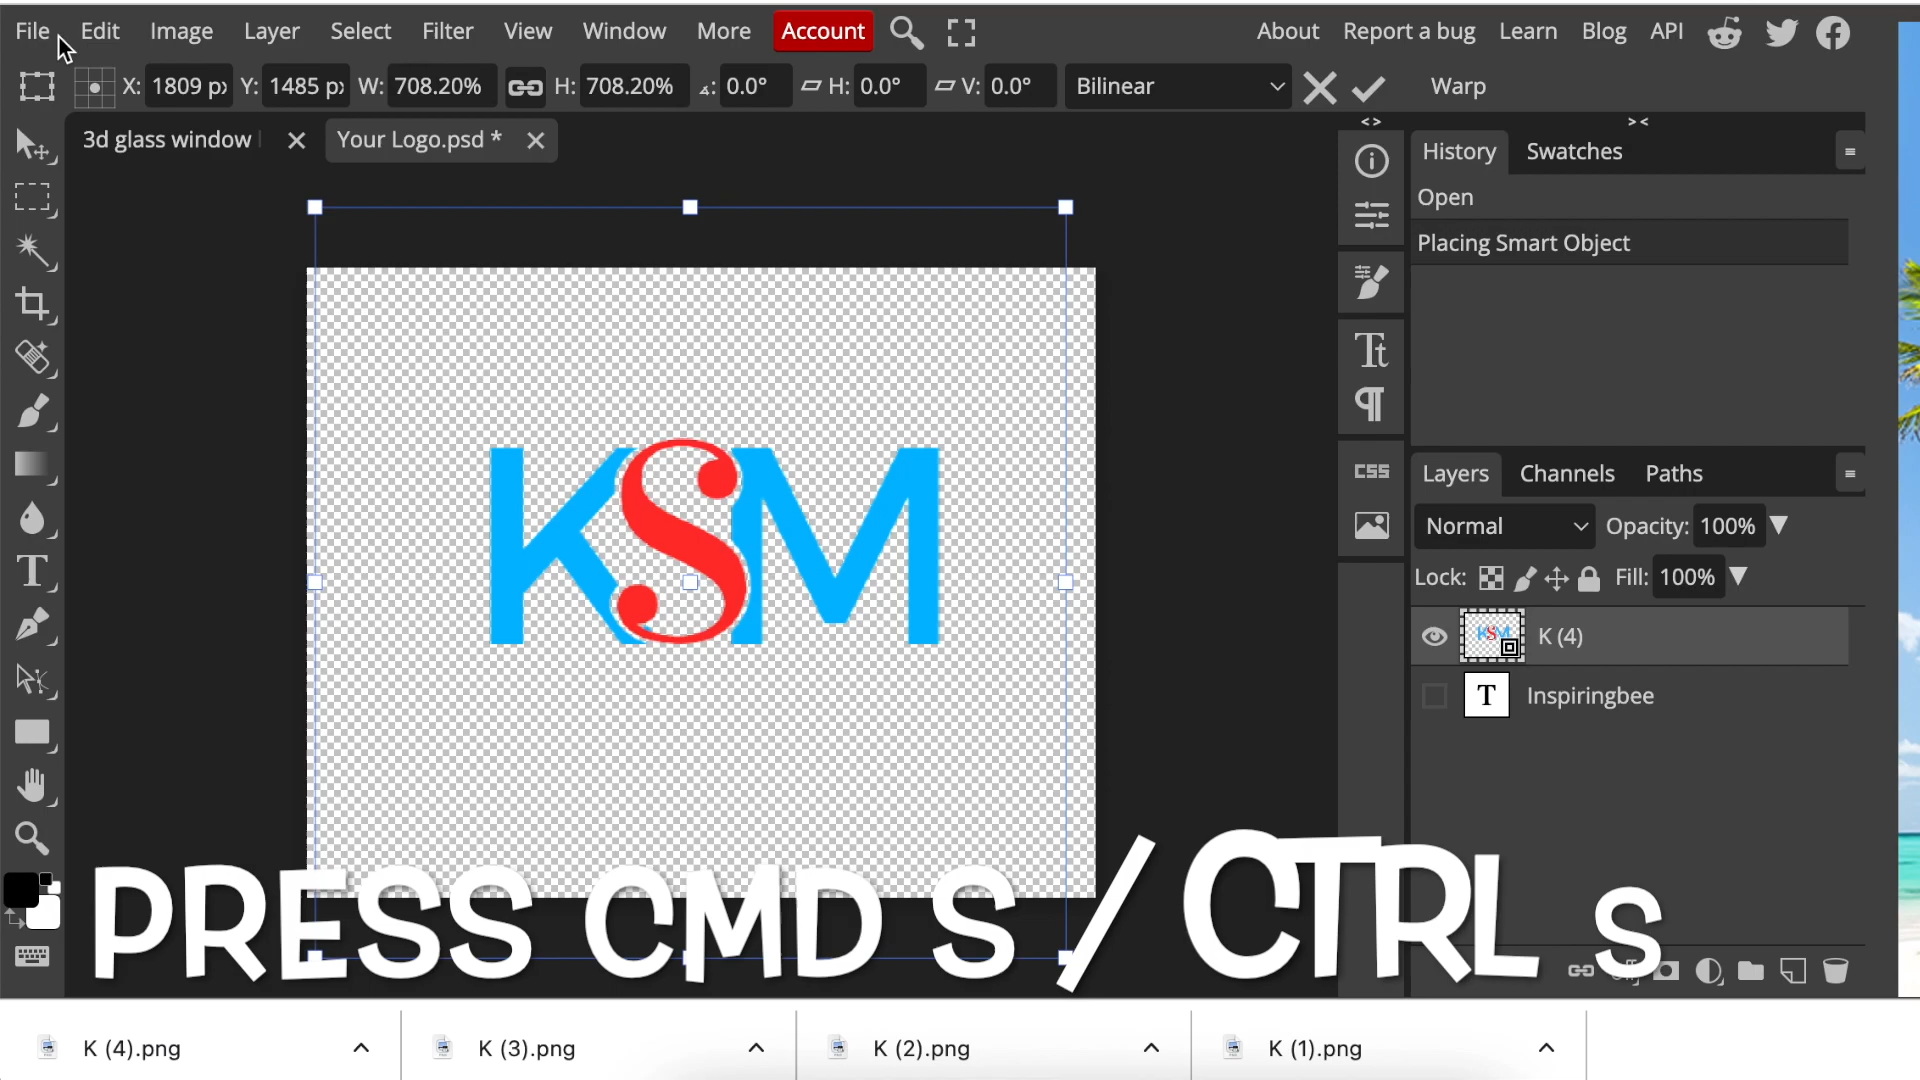 File Edit Image Layer Select Filter View Window More Account About Report a bug Learn Blog API
X: 1809 px Y: 1485 px W: 708.20% H: 708.20% 0.0° H: 0.0° V: 0.0° Bilinear Warp
3d glass window Your Logo.psd *
< > > <
History Swatches
Open
Placing Smart Object
KSM
CSS
Layers Channels Paths
Normal Opacity: 100%
Lock: Fill: 100%
K (4)
T Inspiringbee
PRESS CMD S / CTRL S
K (4).png K (3).png K (2).png K (1).png